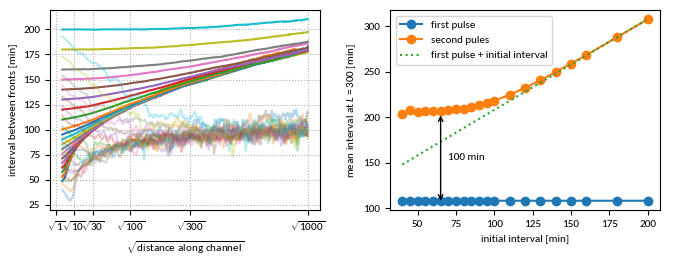 interval between fronts [min]
200
175
150
125
100
75
50
25
√1 √10 √30 √100 √300 √1000
√distance along channel
mean interval at L = 300 [min]
300
250
200
150
100
first pulse
second pules
first pulse + initial interval
100 min
50 75 100 125 150 175 200
initial interval [min]